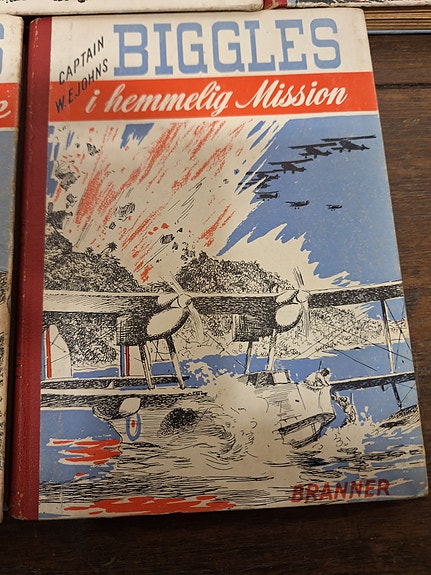 CAPTAIN
W.E.JOHNS
BIGGLES
i hemmelig Mission
BRANNER